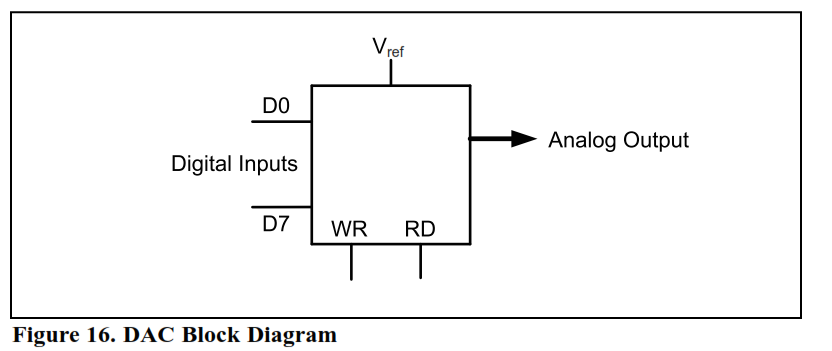 Vref
D0
Digital Inputs
Analog Output
D7
WR RD
Figure 16. DAC Block Diagram